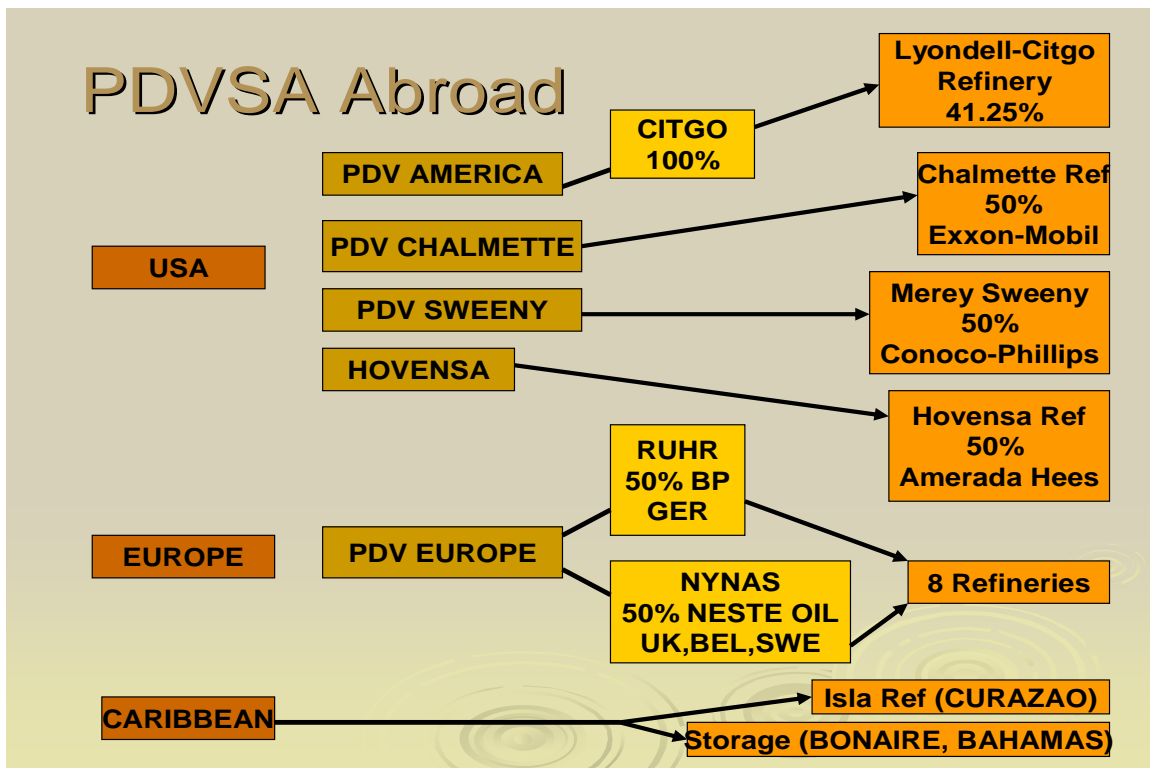 PDVSA Abroad
Lyondell-Citgo
Refinery
41.25%
CITGO
100%
PDV AMERICA
Chalmette Ref
50%
Exxon-Mobil
PDV CHALMETTE
USA
PDV SWEENY
Merey Sweeny
50%
Conoco-Phillips
HOVENSA
Hovensa Ref
50%
Amerada Hees
RUHR
50% BP
GER
EUROPE
PDV EUROPE
NYNAS
50% NESTE OIL
UK,BEL,SWE
8 Refineries
CARIBBEAN
Isla Ref (CURAZAO)
Storage (BONAIRE, BAHAMAS)